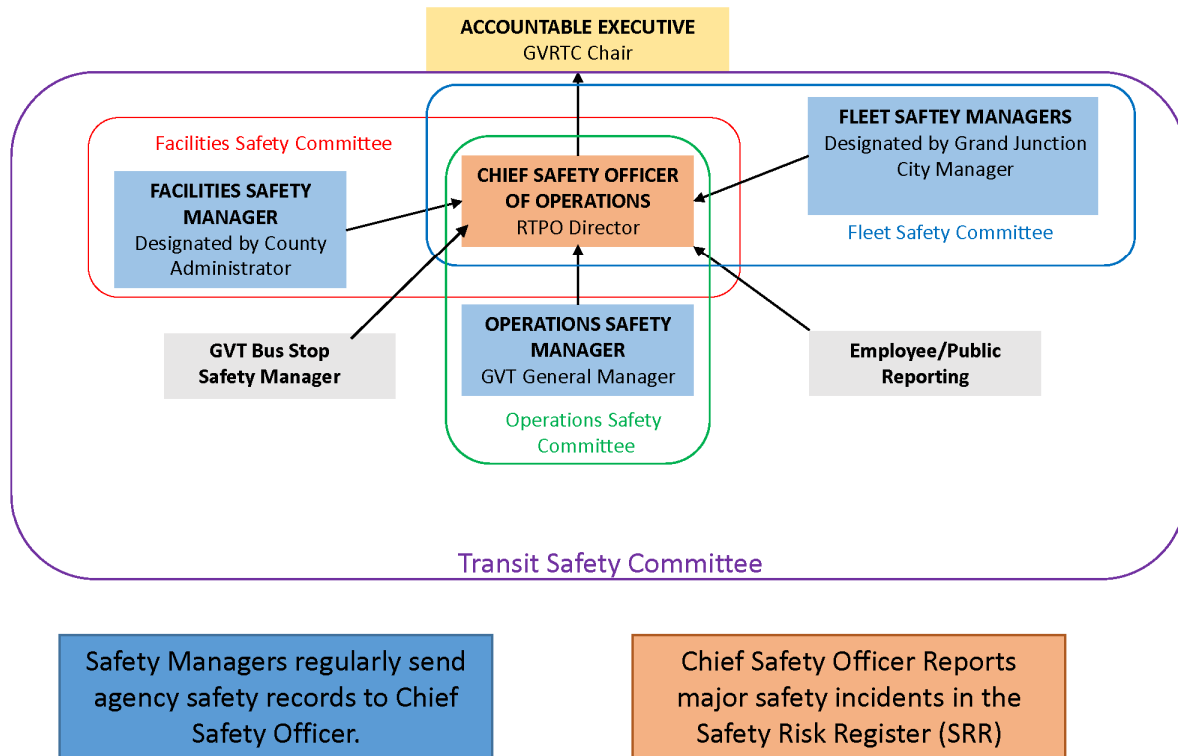 ACCOUNTABLE EXECUTIVE
GVRTC Chair
Facilities Safety Committee
FLEET SAFTEY MANAGERS
Designated by Grand Junction
City Manager
Fleet Safety Committee
CHIEF SAFETY OFFICER
OF OPERATIONS
RTPO Director
FACILITIES SAFETY
MANAGER
Designated by County
Administrator
GVT Bus Stop
Safety Manager
OPERATIONS SAFETY
MANAGER
GVT General Manager
Employee/Public
Reporting
Operations Safety
Committee
Transit Safety Committee
Safety Managers regularly send
agency safety records to Chief
Safety Officer.
Chief Safety Officer Reports
major safety incidents in the
Safety Risk Register (SRR)